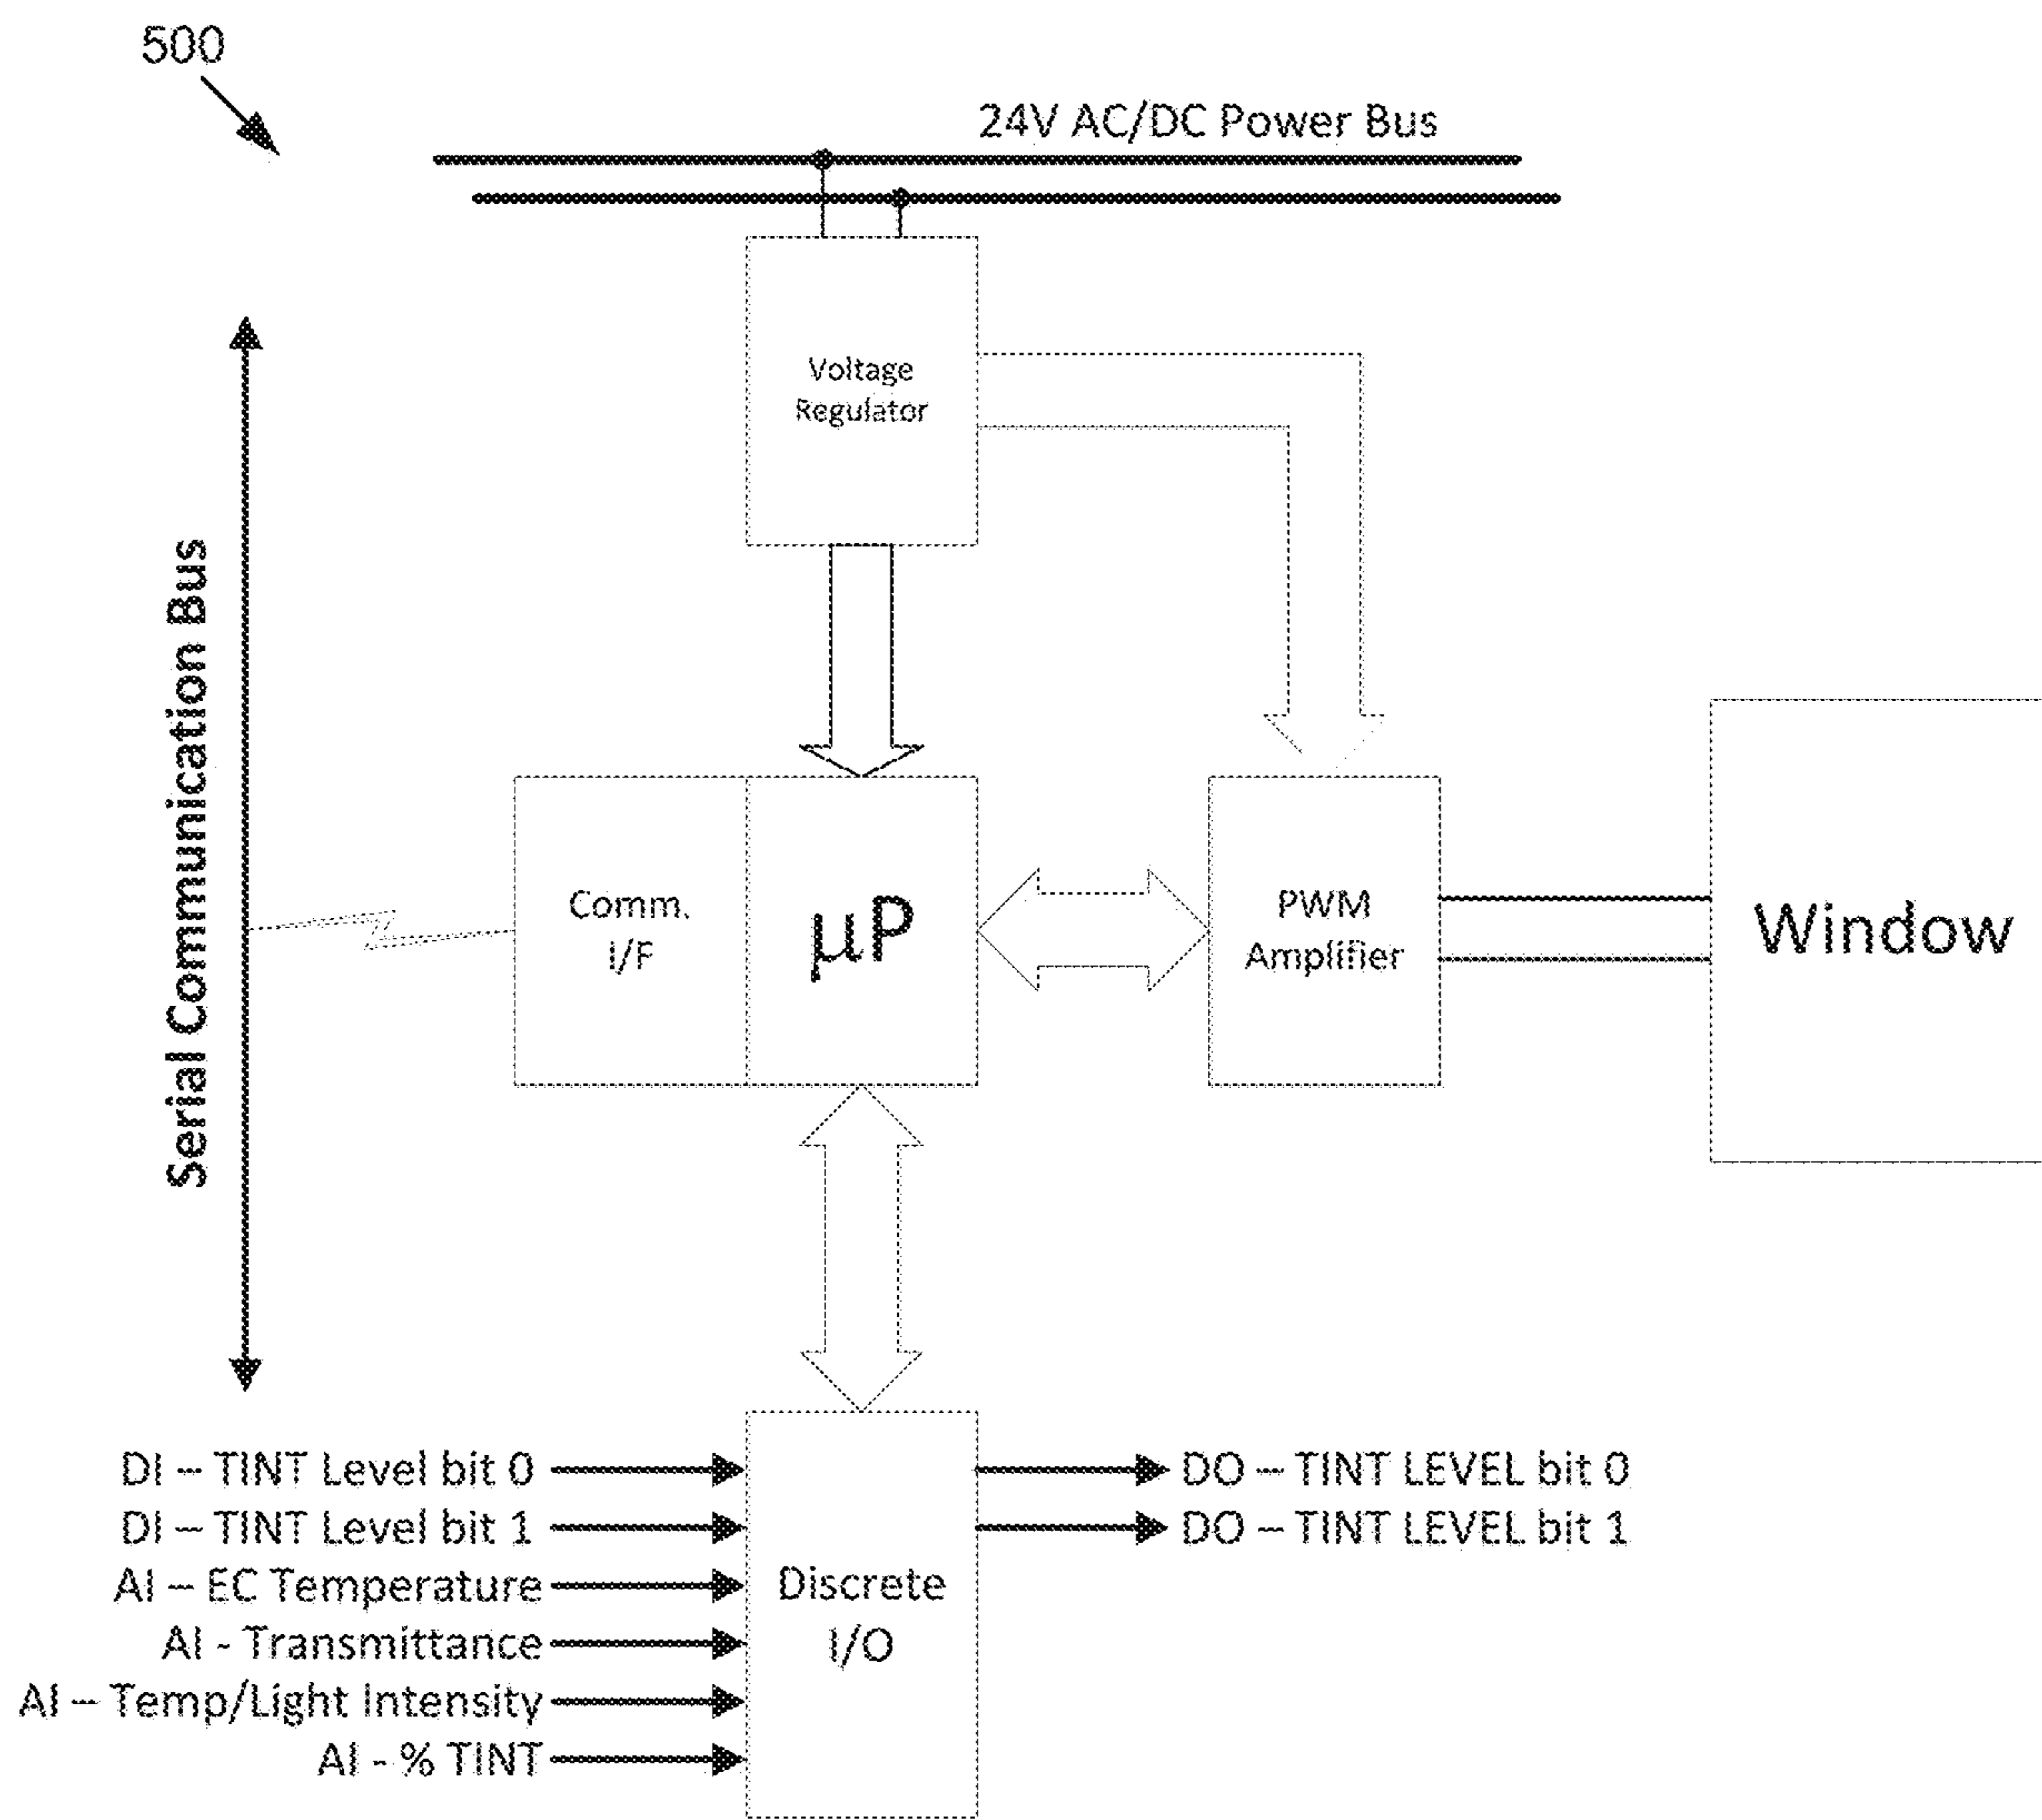 500
24V AC/DC Power Bus
Voltage
Regulator
Serial Communication Bus
Comm.
I/F
µP
PWM
Amplifier
Window
DI – TINT Level bit 0
DI – TINT Level bit 1
AI – EC Temperature
AI - Transmittance
AI – Temp/Light Intensity
AI - % TINT
Discrete
I/O
DO – TINT LEVEL bit 0
DO – TINT LEVEL bit 1